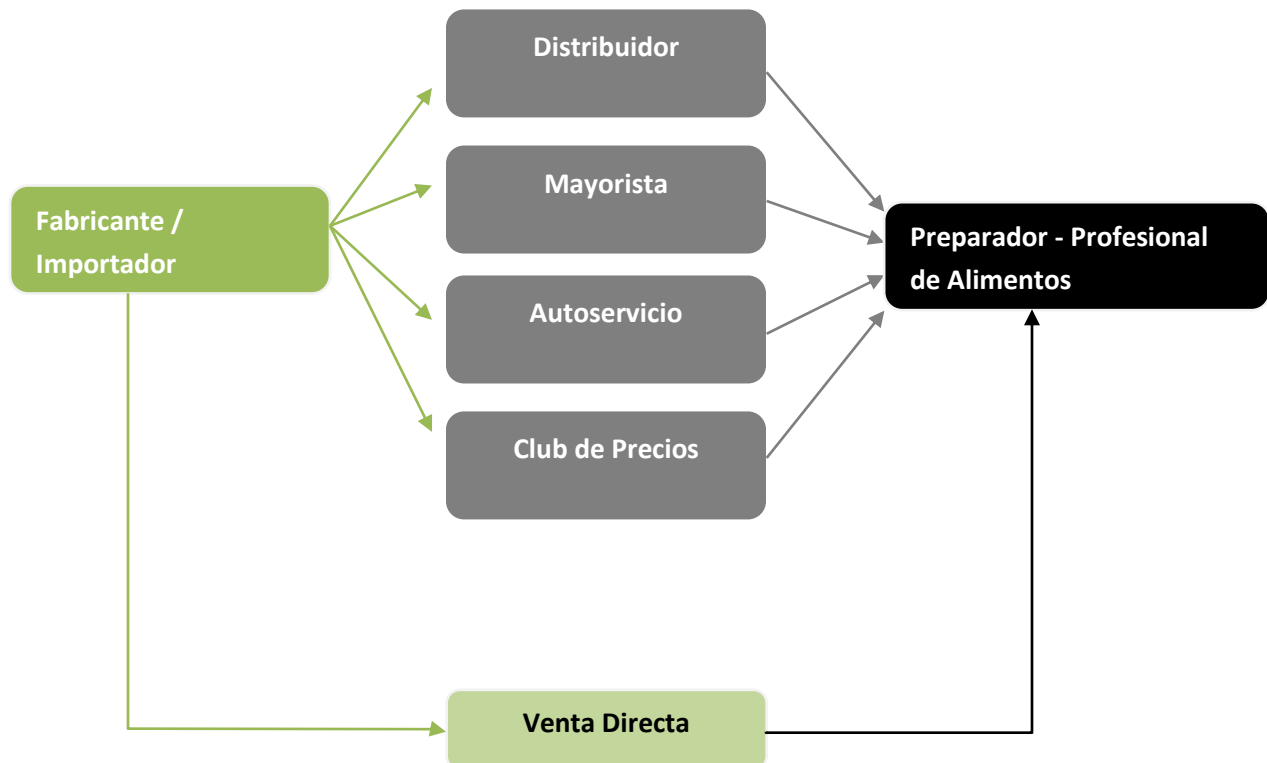 Distribuidor
Mayorista
Fabricante /
Importador
Preparador - Profesional
de Alimentos
Autoservicio
Club de Precios
Venta Directa